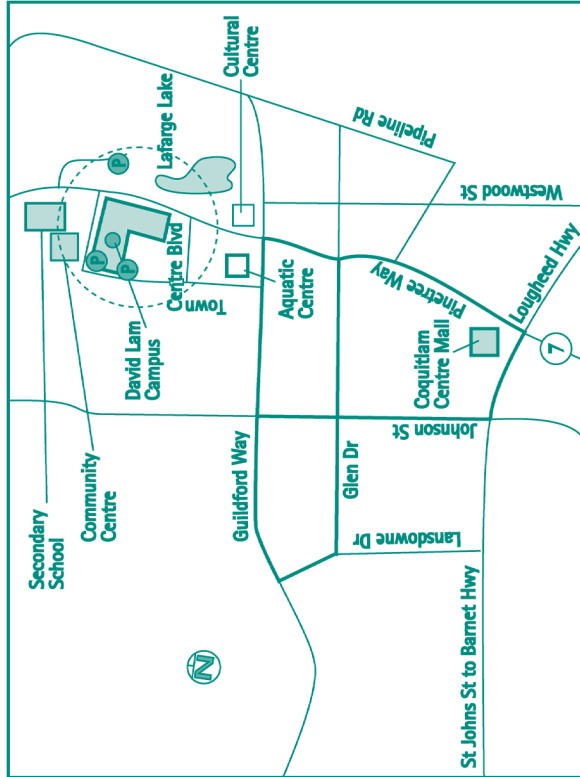 Secondary
School
Community
Centre
David Lam
Campus
P
P
P
Lafarge Lake
Cultural
Centre
Town
Centre Blvd
Aquatic
Centre
Guildford Way
Glen Dr
Pipeline Rd
Westwood St
Pinetree Way
Lougheed Hwy
Coquitlam
Centre Mall
7
Johnson St
Lansdowne Dr
St Johns St to Barnet Hwy
N